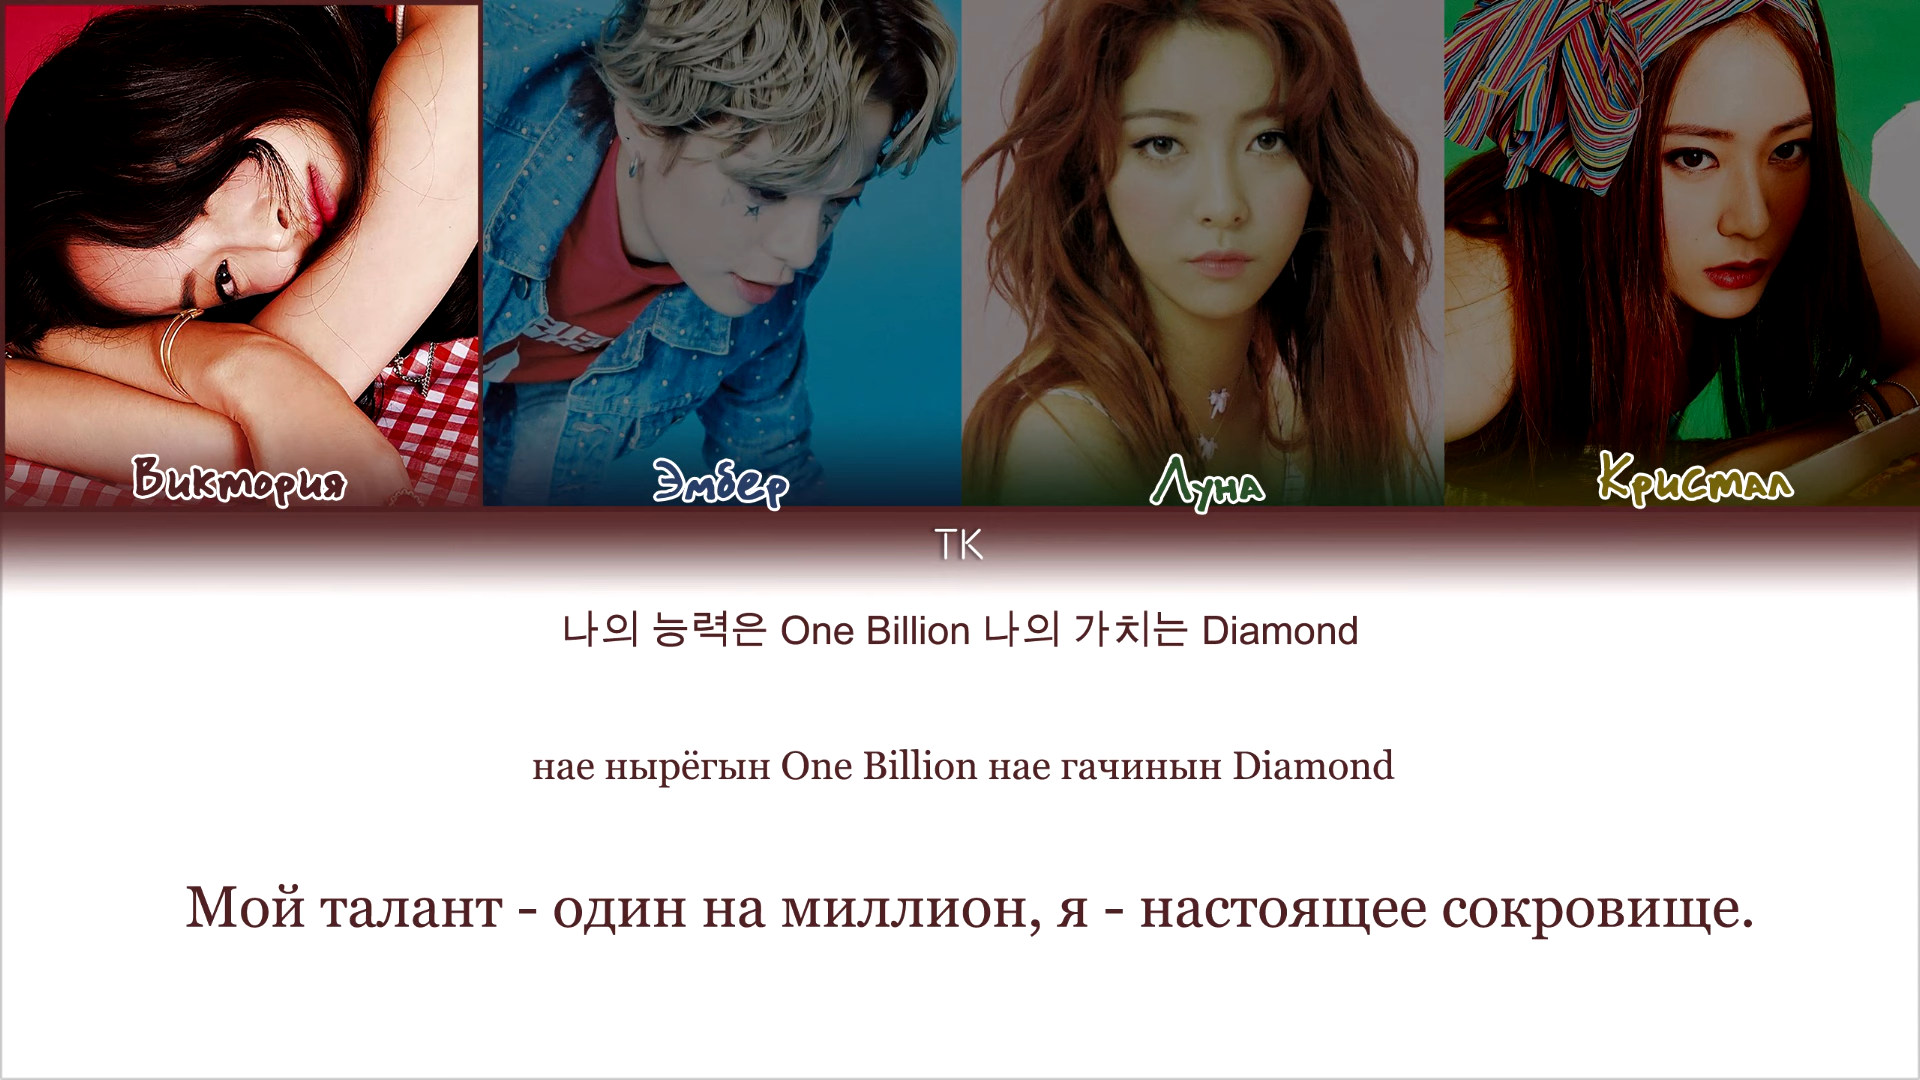 Виктория
Эмбер
Луна
Кристал
TK
나의 능력은 One Billion 나의 가치는 Diamond
нае нырёгын One Billion нае гачинын Diamond
Мой талант - один на миллион, я - настоящее сокровище.